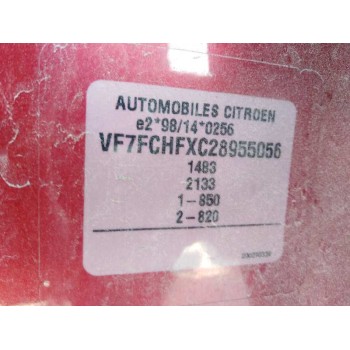 AUTOMOBILES CITROEN
e2*98/14*0256
VF7FCHFXC28955056
1483
2133
1-850
2-820